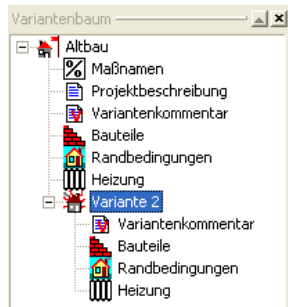 Variantenbaum
Altbau
Maßnamen
Projektbeschreibung
Variantenkommentar
Bauteile
Randbedingungen
Heizung
Variante 2
Variantenkommentar
Bauteile
Randbedingungen
Heizung